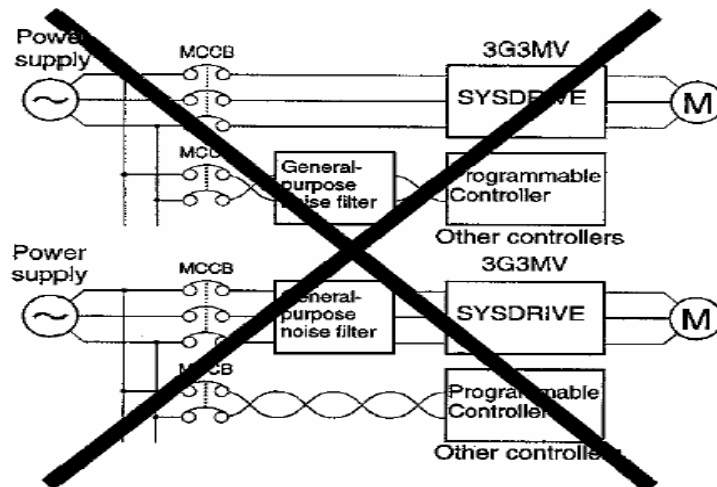 Power
supply
MCCB
3G3MV
SYSDRIVE
M
MCCB
General-
purpose
noise filter
Programmable
Controller
Other controllers
Power
supply
MCCB
3G3MV
General-
purpose
noise filter
SYSDRIVE
M
MCCB
Programmable
Controller
Other controllers